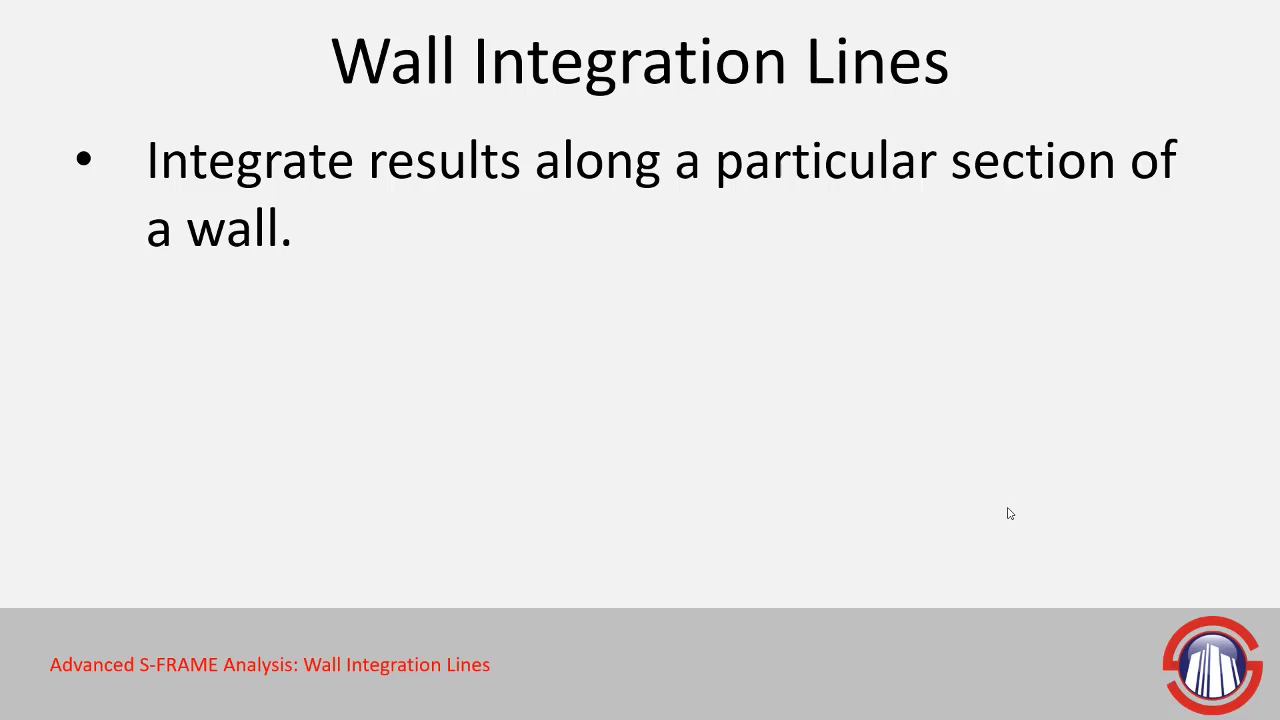 Wall Integration Lines
• Integrate results along a particular section of
a wall.
Advanced S-FRAME Analysis: Wall Integration Lines